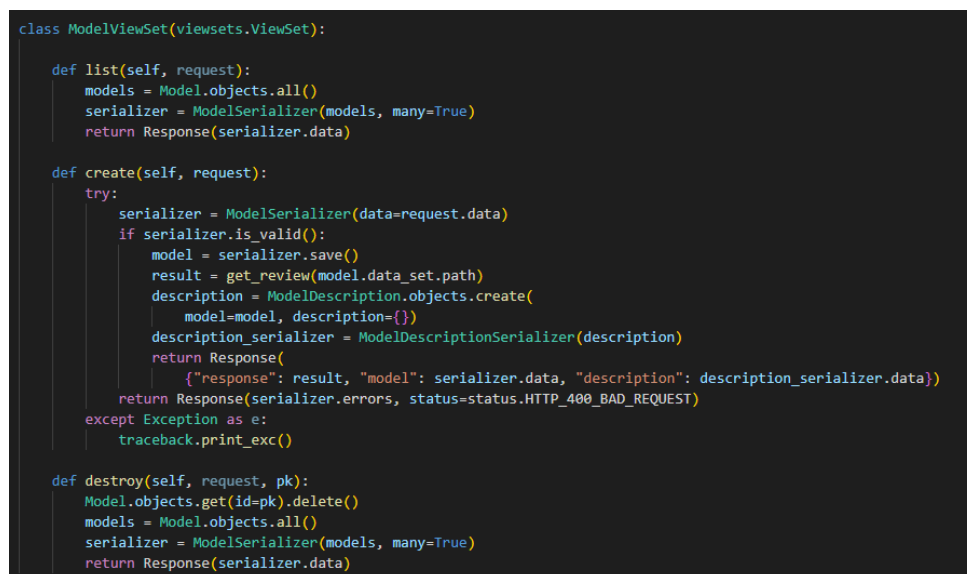 class ModelViewSet(viewsets.ViewSet):
    def list(self, request):
        models = Model.objects.all()
        serializer = ModelSerializer(models, many=True)
        return Response(serializer.data)
    def create(self, request):
        try:
            serializer = ModelSerializer(data=request.data)
            if serializer.is_valid():
                model = serializer.save()
                result = get_review(model.data_set.path)
                description = ModelDescription.objects.create(
                    model=model, description={})
                description_serializer = ModelDescriptionSerializer(description)
                return Response(
                    {"response": result, "model": serializer.data, "description": description_serializer.data})
            return Response(serializer.errors, status=status.HTTP_400_BAD_REQUEST)
        except Exception as e:
            traceback.print_exc()
    def destroy(self, request, pk):
        Model.objects.get(id=pk).delete()
        models = Model.objects.all()
        serializer = ModelSerializer(models, many=True)
        return Response(serializer.data)